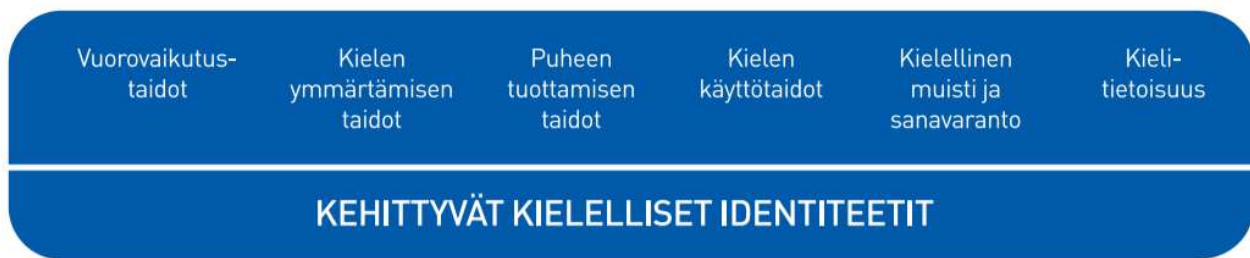 Vuorovaikutus-
taidot
Kielen
ymmärtämisen
taidot
Puheen
tuottamisen
taidot
Kielen
käyttötaidot
Kielellinen
muisti ja
sanavaranto
Kieli-
tietoisuus
KEHITTYVÄT KIELELLISET IDENTITEETIT